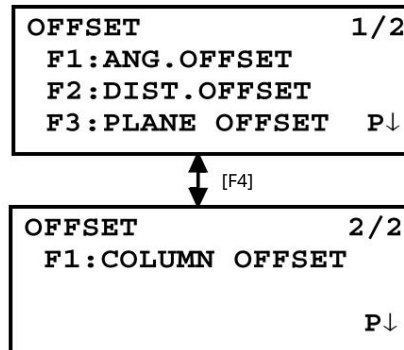 OFFSET 1/2
F1:ANG.OFFSET
F2:DIST.OFFSET
F3:PLANE OFFSET P↓
[F4]
OFFSET 2/2
F1:COLUMN OFFSET
P↓